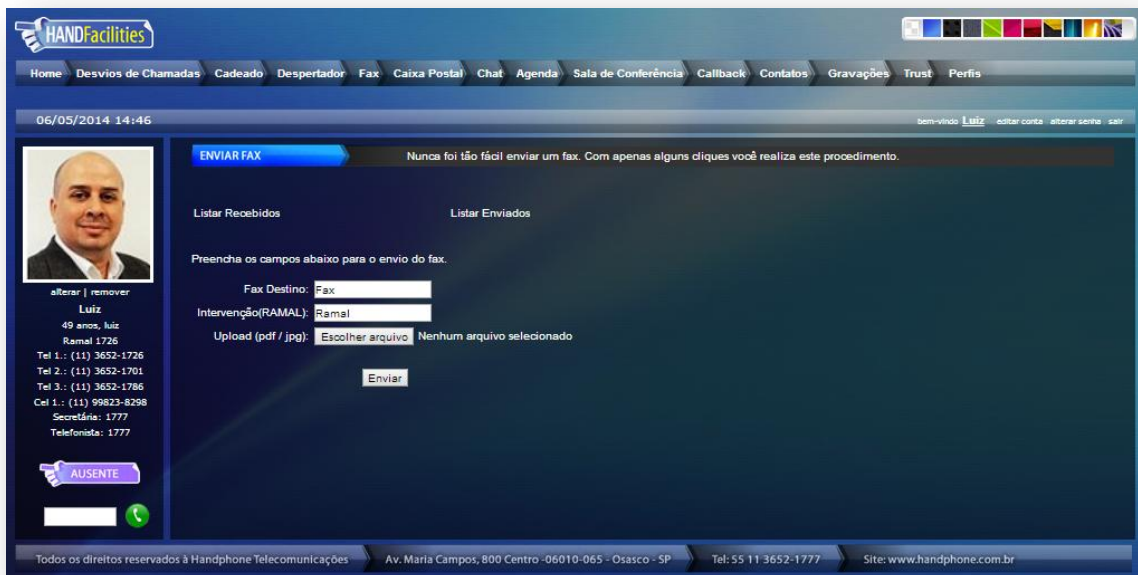 HANDFacilities
Home Desvios de Chamadas Cadeado Despertador Fax Caixa Postal Chat Agenda Sala de Conferência Callback Contatos Gravações Trust Perfis
06/05/2014 14:46
bem-vindo Luiz editar conta alterar senha sair
ENVIAR FAX
Nunca foi tão fácil enviar um fax. Com apenas alguns cliques você realiza este procedimento.
Listar Recebidos Listar Enviados
Preencha os campos abaixo para o envio do fax.
Fax Destino: Fax
Intervenção(RAMAL): Ramal
Upload (pdf / jpg): Escolher arquivo Nenhum arquivo selecionado
Enviar
alterar | remover
Luiz
49 anos, luiz
Ramal 1726
Tel 1.: (11) 3652-1726
Tel 2.: (11) 3652-1701
Tel 3.: (11) 3652-1786
Cel 1.: (11) 99823-8298
Secretária: 1777
Telefonista: 1777
AUSENTE
Todos os direitos reservados à Handphone Telecomunicações Av. Maria Campos, 800 Centro -06010-065 - Osasco - SP Tel: 55 11 3652-1777 Site: www.handphone.com.br